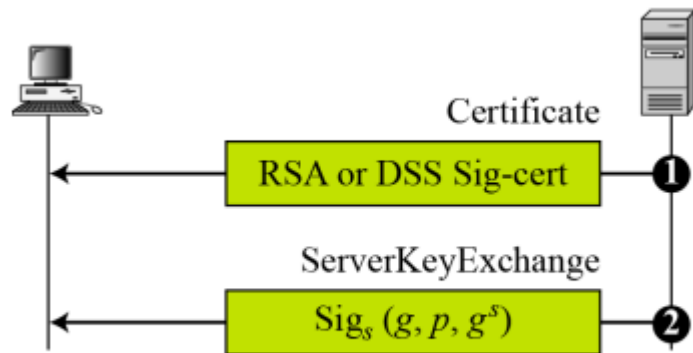 Certificate
RSA or DSS Sig-cert
1
ServerKeyExchange
Sigₛ (g, p, gˢ)
2